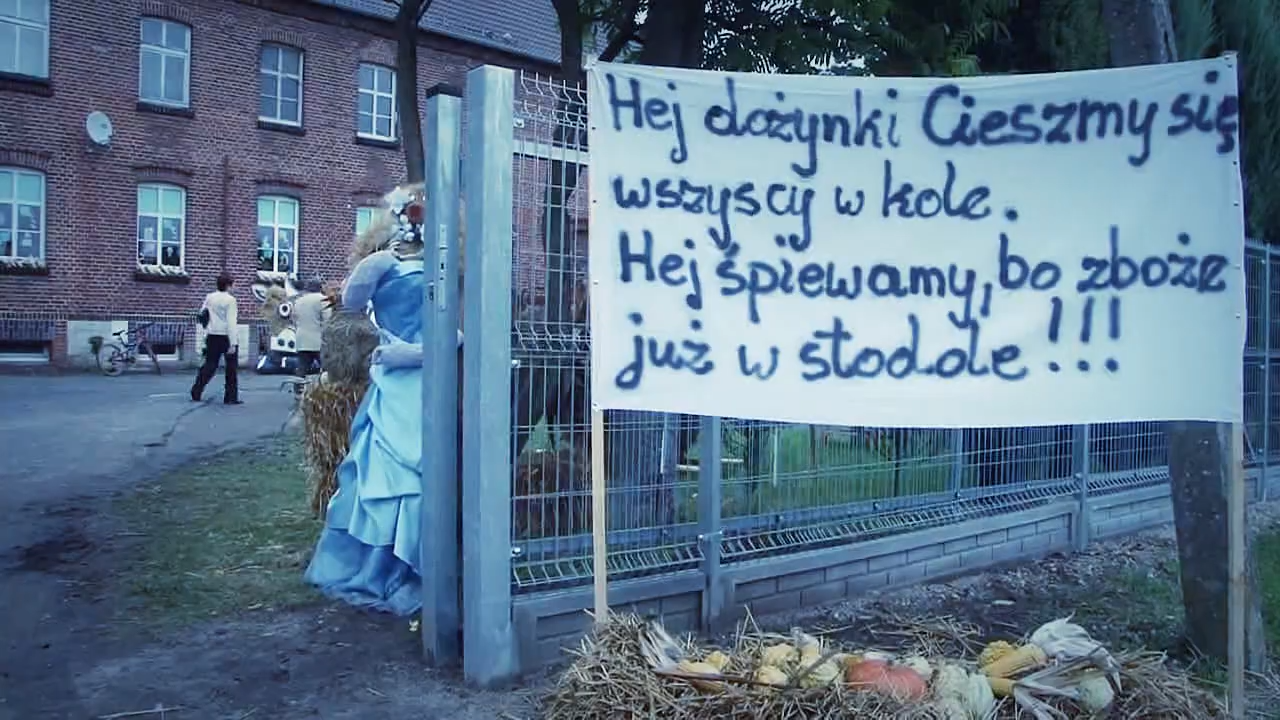 Hej dożynki Cieszmy się
wszyscy w kole.
Hej śpiewamy, bo zboże
już w stodole !!!